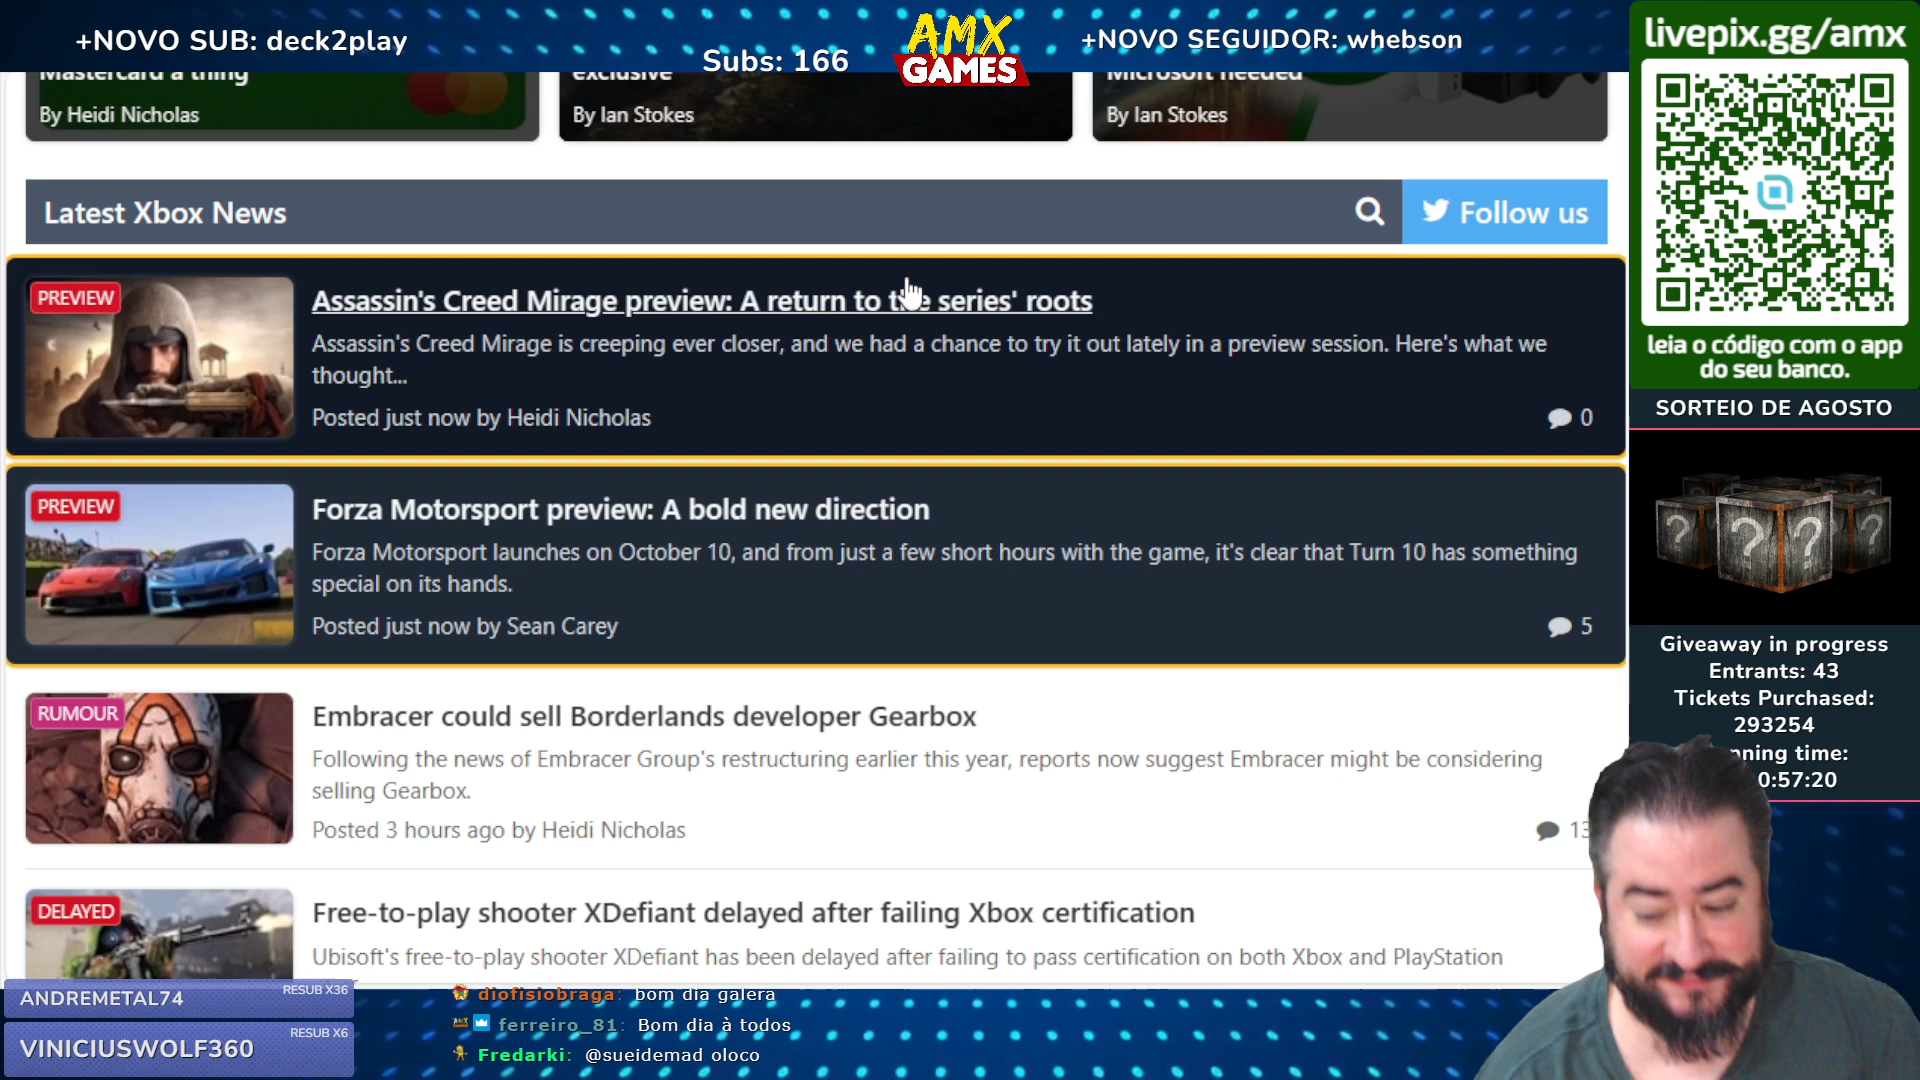 +NOVO SUB: deck2play
Subs: 166
AMX
GAMES
+NOVO SEGUIDOR: whebson
livepix.gg/amx
leia o código com o app
do seu banco.
Mastercard a thing
By Heidi Nicholas
exclusive
By Ian Stokes
Microsoft needed
By Ian Stokes
Latest Xbox News
Follow us
PREVIEW
Assassin's Creed Mirage preview: A return to the series' roots
Assassin's Creed Mirage is creeping ever closer, and we had a chance to try it out lately in a preview session. Here's what we
thought...
Posted just now by Heidi Nicholas
0
PREVIEW
Forza Motorsport preview: A bold new direction
Forza Motorsport launches on October 10, and from just a few short hours with the game, it's clear that Turn 10 has something
special on its hands.
Posted just now by Sean Carey
5
RUMOUR
Embracer could sell Borderlands developer Gearbox
Following the news of Embracer Group's restructuring earlier this year, reports now suggest Embracer might be considering
selling Gearbox.
Posted 3 hours ago by Heidi Nicholas
13
DELAYED
Free-to-play shooter XDefiant delayed after failing Xbox certification
Ubisoft's free-to-play shooter XDefiant has been delayed after failing to pass certification on both Xbox and PlayStation
SORTEIO DE AGOSTO
? ? ? ?
Giveaway in progress
Entrants: 43
Tickets Purchased:
293254
time:
0:57:20
ANDREMETAL74
RESUB X36
VINICIUSWOLF360
RESUB X6
diofisiobraga: bom dia galera
ferreiro_81: Bom dia à todos
Fredarki: @sueidemad oloco